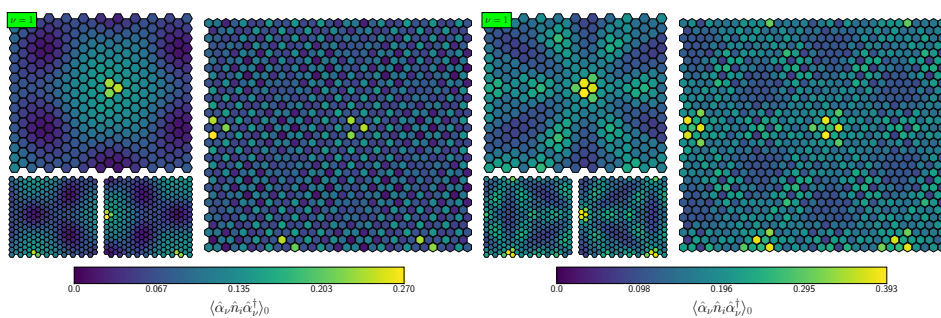 ν = 1
ν = 1
0.0 0.067 0.135 0.203 0.270
⟨α̂_ν n̂_i α̂_ν^†⟩_0
0.0 0.098 0.196 0.295 0.393
⟨α̂_ν n̂_i α̂_ν^†⟩_0